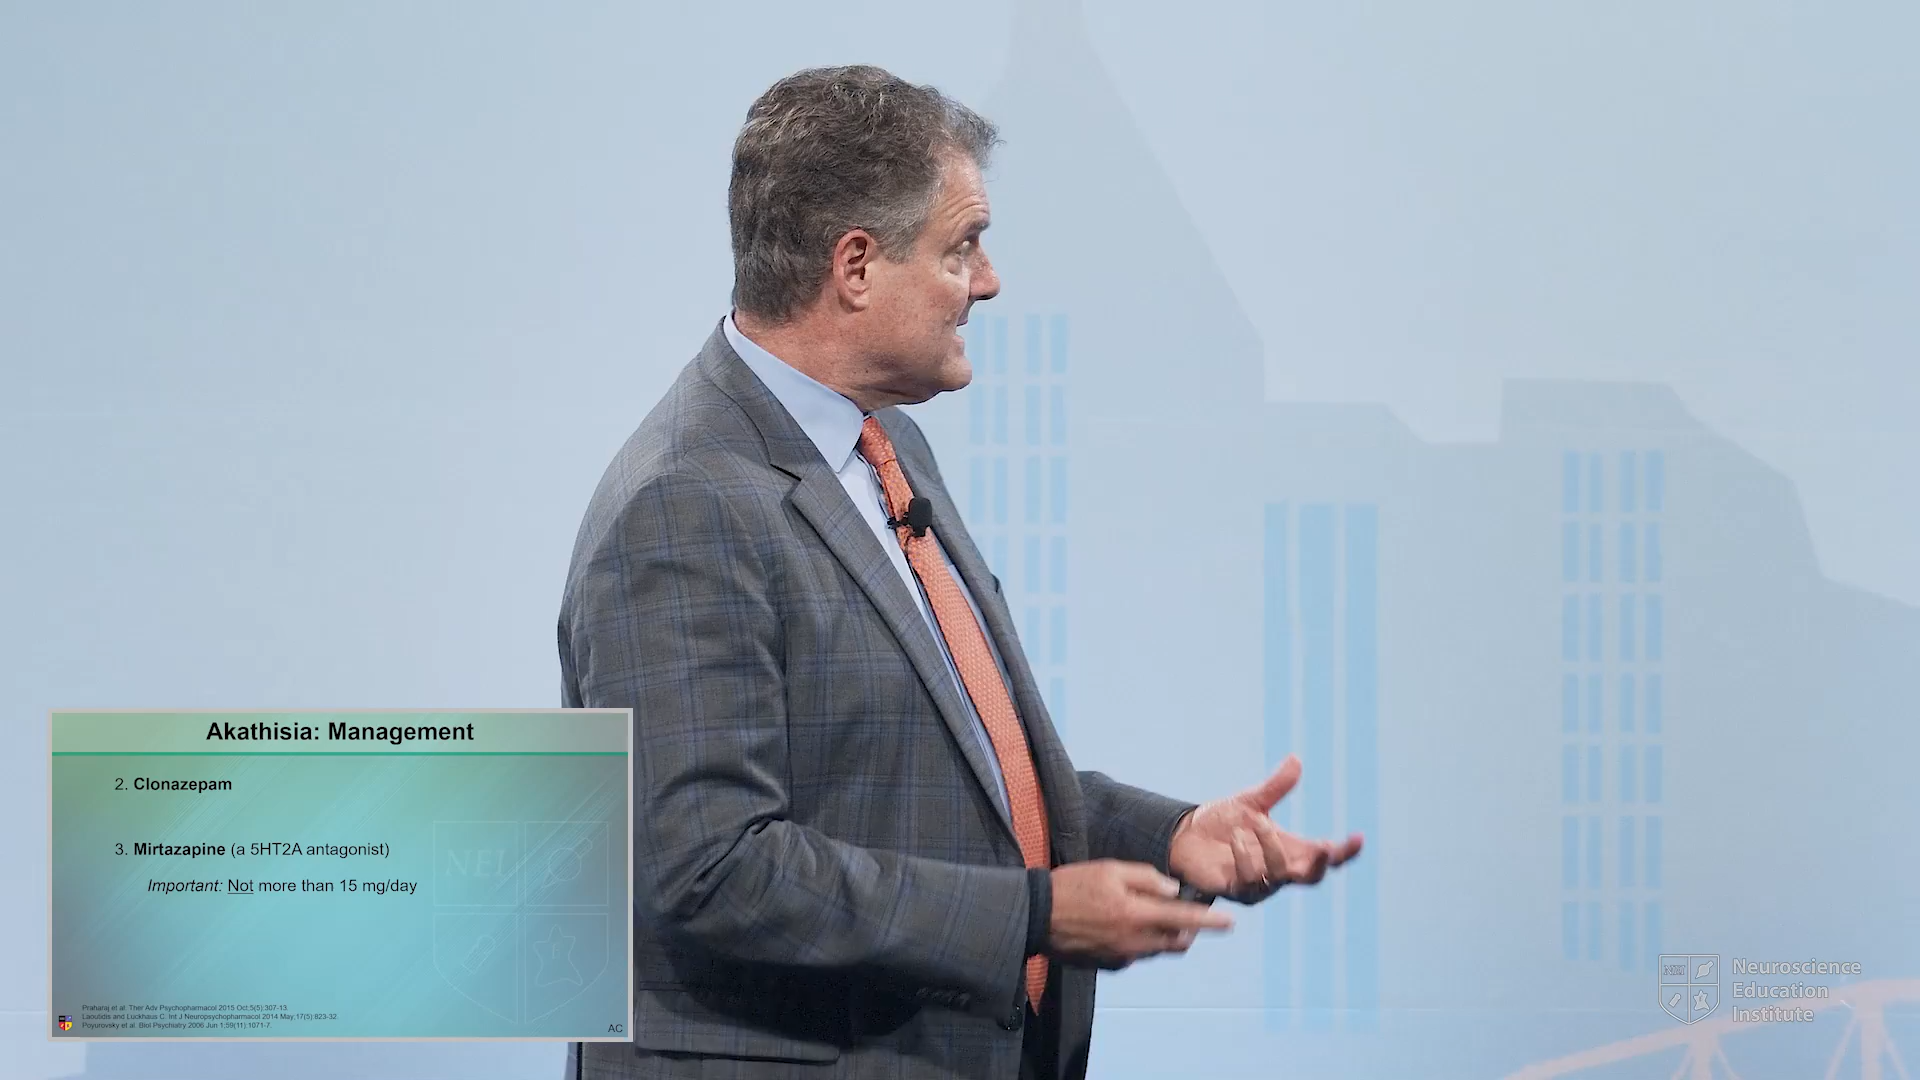 Akathisia: Management
2. Clonazepam
3. Mirtazapine (a 5HT2A antagonist)
Important: Not more than 15 mg/day
Praharaj et al. Ther Adv Psychopharmacol 2015 Oct;5(5):307-13.
Laoutidis and Luckhaus C. Int J Neuropsychopharmacol 2014 May;17(5):823-32.
Poyurovsky et al. Biol Psychiatry 2006 Jun 1;59(11):1071-7.
AC
NEI
NEI
Neuroscience
Education
Institute